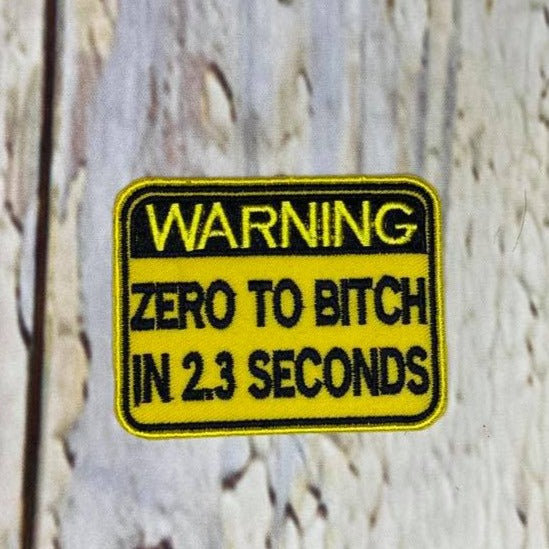 WARNING
ZERO TO BITCH
IN 2.3 SECONDS